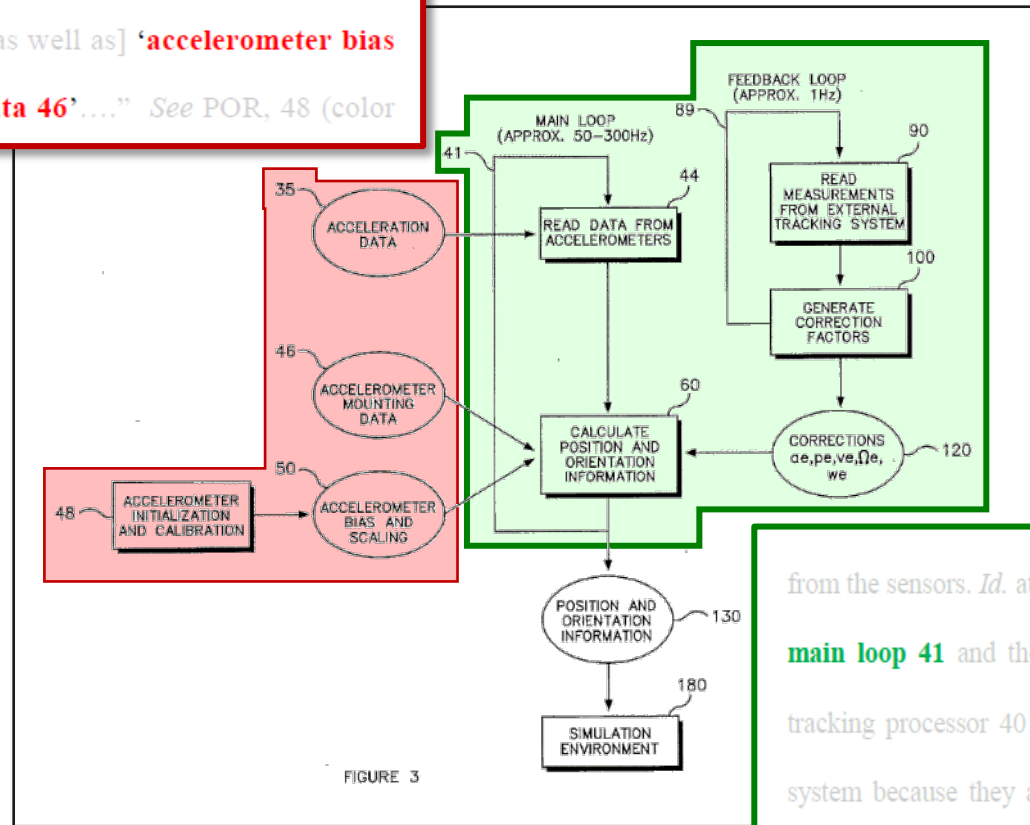 as well as] ‘accelerometer bias
ta 46’….” See POR, 48 (color
FEEDBACK LOOP
(APPROX. 1Hz)
89
MAIN LOOP
(APPROX. 50–300Hz)
41
90
READ
MEASUREMENTS
FROM EXTERNAL
TRACKING SYSTEM
35
ACCELERATION
DATA
44
READ DATA FROM
ACCELEROMETERS
100
GENERATE
CORRECTION
FACTORS
46
ACCELEROMETER
MOUNTING
DATA
60
CALCULATE
POSITION AND
ORIENTATION
INFORMATION
CORRECTIONS
αe,pe,ve,Ωe,
we
120
50
ACCELEROMETER
BIAS AND
SCALING
48
ACCELEROMETER
INITIALIZATION
AND CALIBRATION
POSITION AND
ORIENTATION
INFORMATION
130
180
SIMULATION
ENVIRONMENT
FIGURE 3
from the sensors. Id. at
main loop 41 and the
tracking processor 40
system because they a